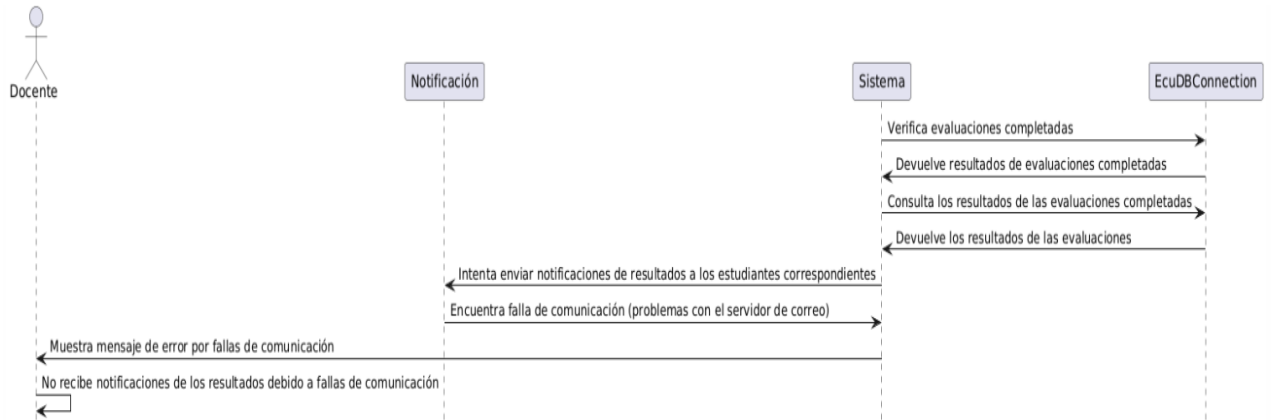 Docente
Notificación
Sistema
EcuDBConnection
Verifica evaluaciones completadas
Devuelve resultados de evaluaciones completadas
Consulta los resultados de las evaluaciones completadas
Devuelve los resultados de las evaluaciones
Intenta enviar notificaciones de resultados a los estudiantes correspondientes
Encuentra falla de comunicación (problemas con el servidor de correo)
Muestra mensaje de error por fallas de comunicación
No recibe notificaciones de los resultados debido a fallas de comunicación